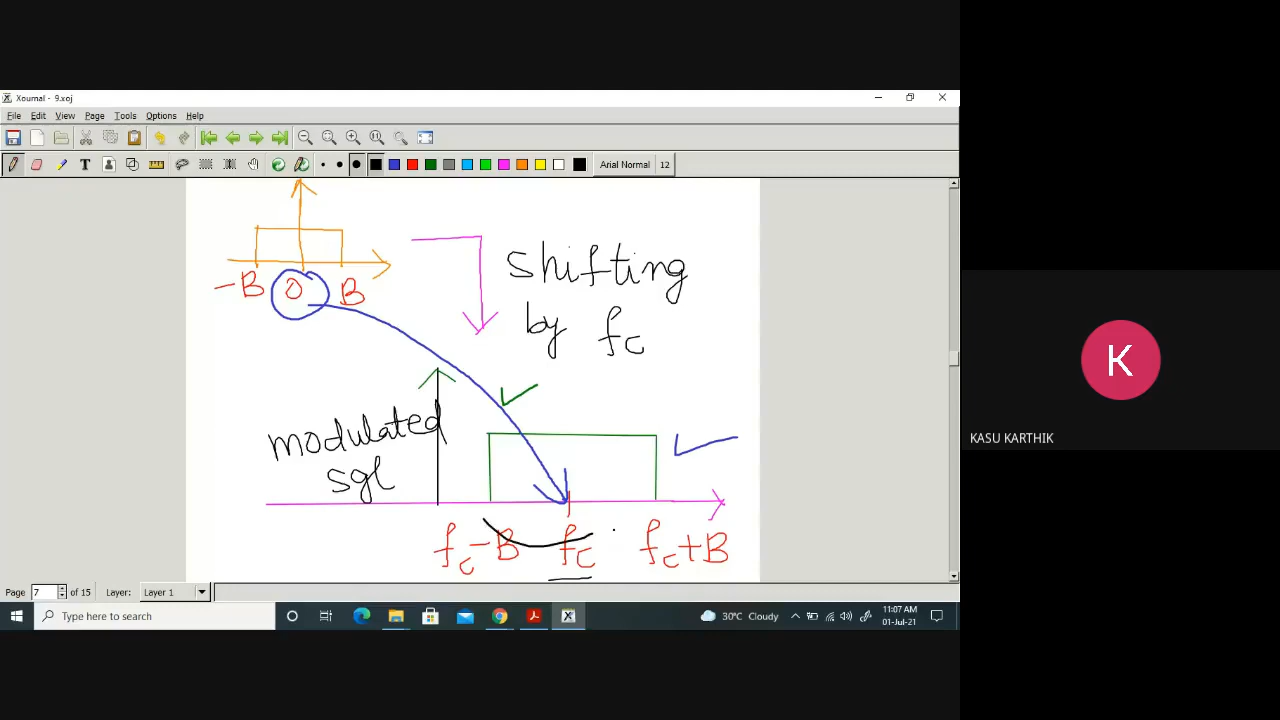 Xournal - 9.xoj
File Edit View Page Tools Options Help
T
Arial Normal 12
-B 0 B
shifting
by fc
modulated
sgl
fc-B fc fc+B
Page 7 of 15 Layer: Layer 1
Type here to search
30°C Cloudy
11:07 AM
01-Jul-21
K
KASU KARTHIK